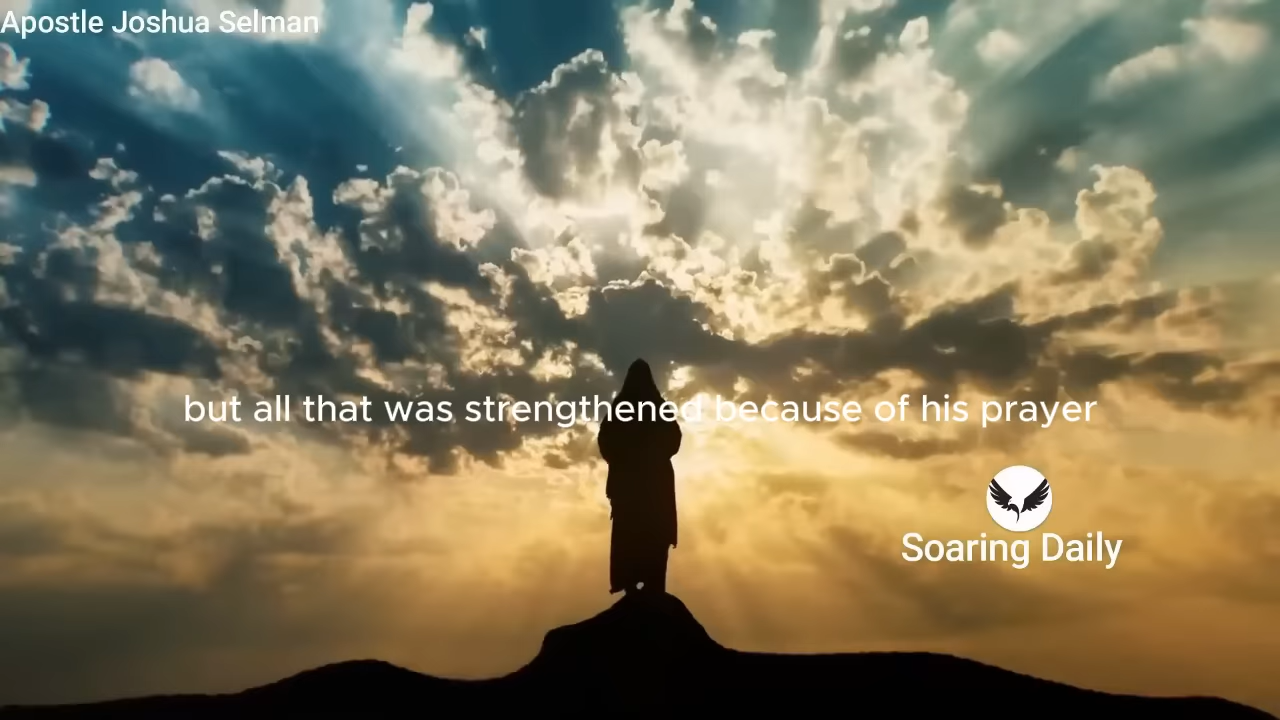 Apostle Joshua Selman
but all that was strengthened because of his prayer
Soaring Daily